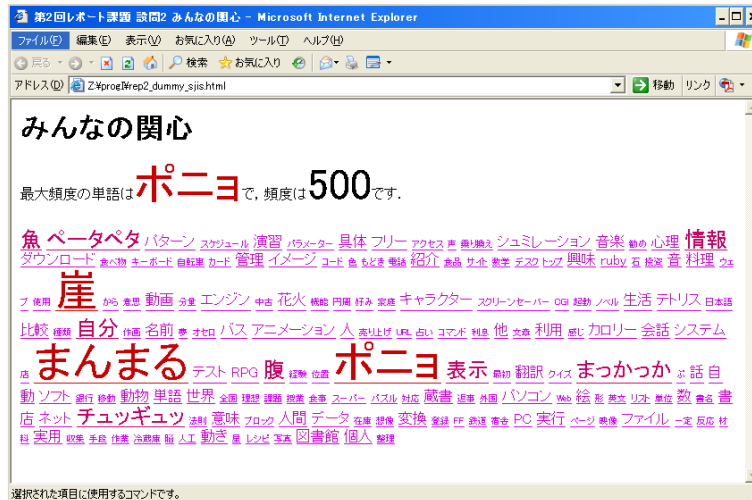 第2回レポート課題 設問2 みんなの関心 - Microsoft Internet Explorer
ファイル(F) 編集(E) 表示(V) お気に入り(A) ツール(T) ヘルプ(H)
戻る 検索 お気に入り
アドレス(D) Z:¥progI¥rep2_dummy_sjis.html 移動 リンク
みんなの関心
最大頻度の単語はポニョで, 頻度は500です.
魚 ペータペタ パターン スケジュール 演習 パラメーター 具体 フリー アクセス 声 乗り換え シュミレーション 音楽 勧め 心理 情報
ダウンロード 食べ物 キーボード 自転車 カード 管理 イメージ コード 色 もどき 電話 紹介 食品 サイト 数学 デスク トップ 興味 ruby 石 投資 音 料理 ウェ
ブ 使用 崖 から 意思 動画 分量 エンジン 中古 花火 機能 円周 好み 家庭 キャラクター スクリーンセーバー CGI 起動 ノベル 生活 テトリス 日本語
比較 種類 自分 作画 名前 夢 オセロ バス アニメーション 人 売り上げ URL 占い コマンド 利息 他 文章 利用 感じ カロリー 会話 システム
店 まんまる テスト RPG 腹 経験 位置 ポニョ 表示 最初 翻訳 クイズ まっかっか ぷ 話 自
動 ソフト 銀行 移動 動物 単語 世界 全国 理想 課題 授業 食事 スーパー パズル 対応 蔵書 返事 外国 パソコン Web 絵 形 英文 リスト 単位 数 書名 書
店 ネット チュッギュッ 法則 意味 ブロック 人間 データ 在庫 想像 変換 登録 FF 鉄道 宿舎 PC 実行 ページ 映像 ファイル 一定 反応 材
料 実用 収集 手段 作業 冷蔵庫 脳 人工 動き 星 レシピ 写真 図書館 個人 整理
選択された項目に使用するコマンドです。